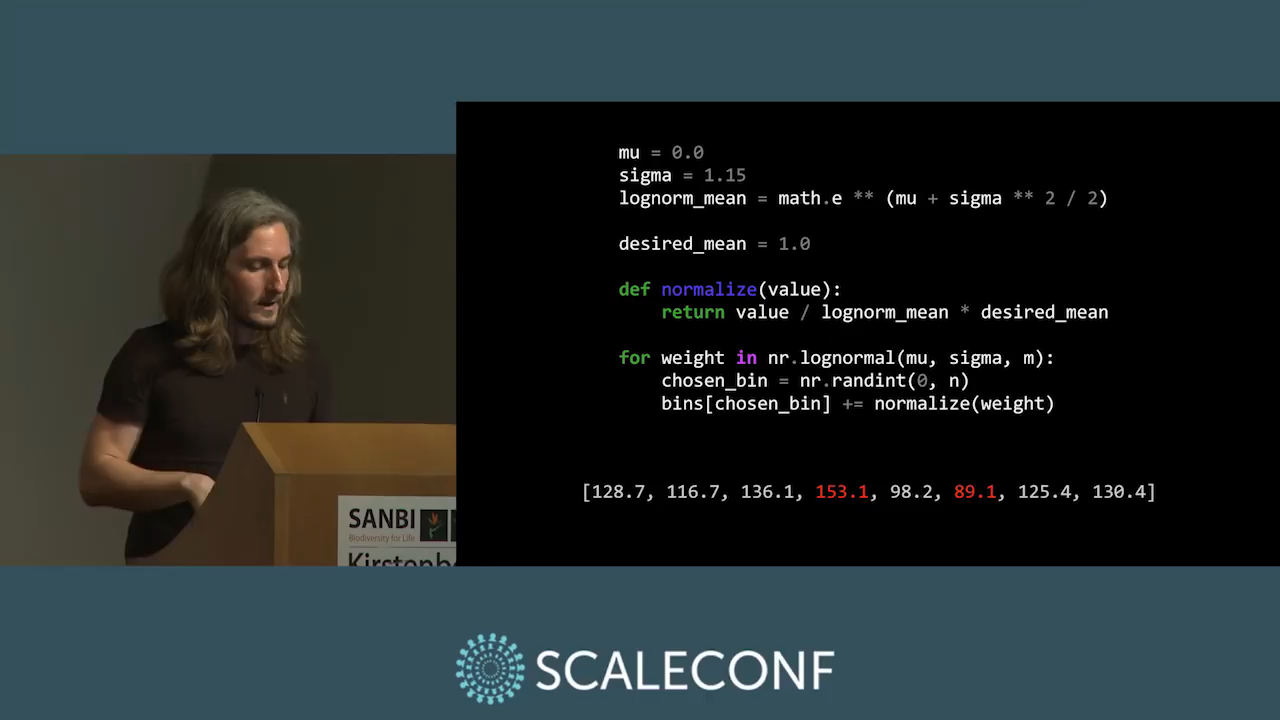 mu = 0.0
sigma = 1.15
lognorm_mean = math.e ** (mu + sigma ** 2 / 2)
desired_mean = 1.0
def normalize(value):
return value / lognorm_mean * desired_mean
for weight in nr.lognormal(mu, sigma, m):
chosen_bin = nr.randint(0, n)
bins[chosen_bin] += normalize(weight)
[128.7, 116.7, 136.1, 153.1, 98.2, 89.1, 125.4, 130.4]
SANBI
Biodiversity for Life
SCALECONF